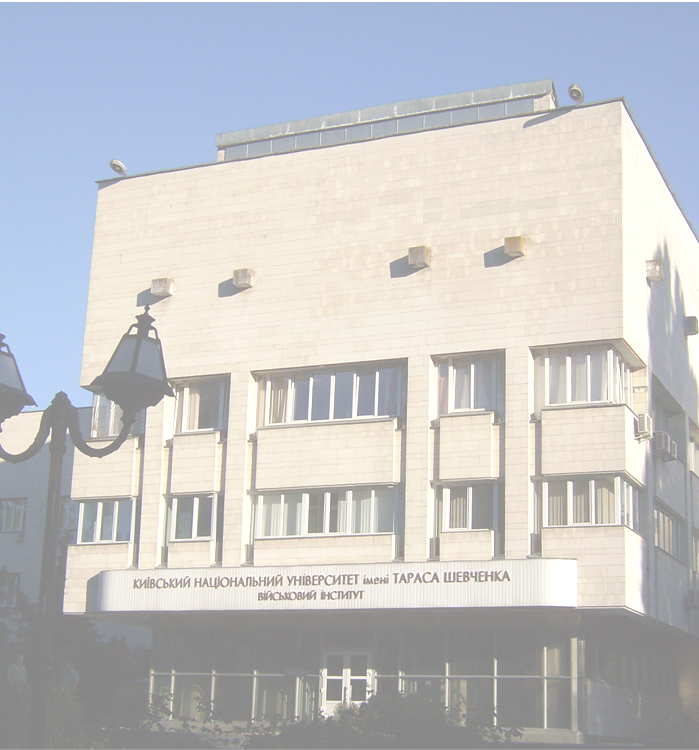 КИЇВСЬКИЙ НАЦІОНАЛЬНИЙ УНІВЕРСИТЕТ імені ТАРАСА ШЕВЧЕНКА
ВІЙСЬКОВИЙ ІНСТИТУТ